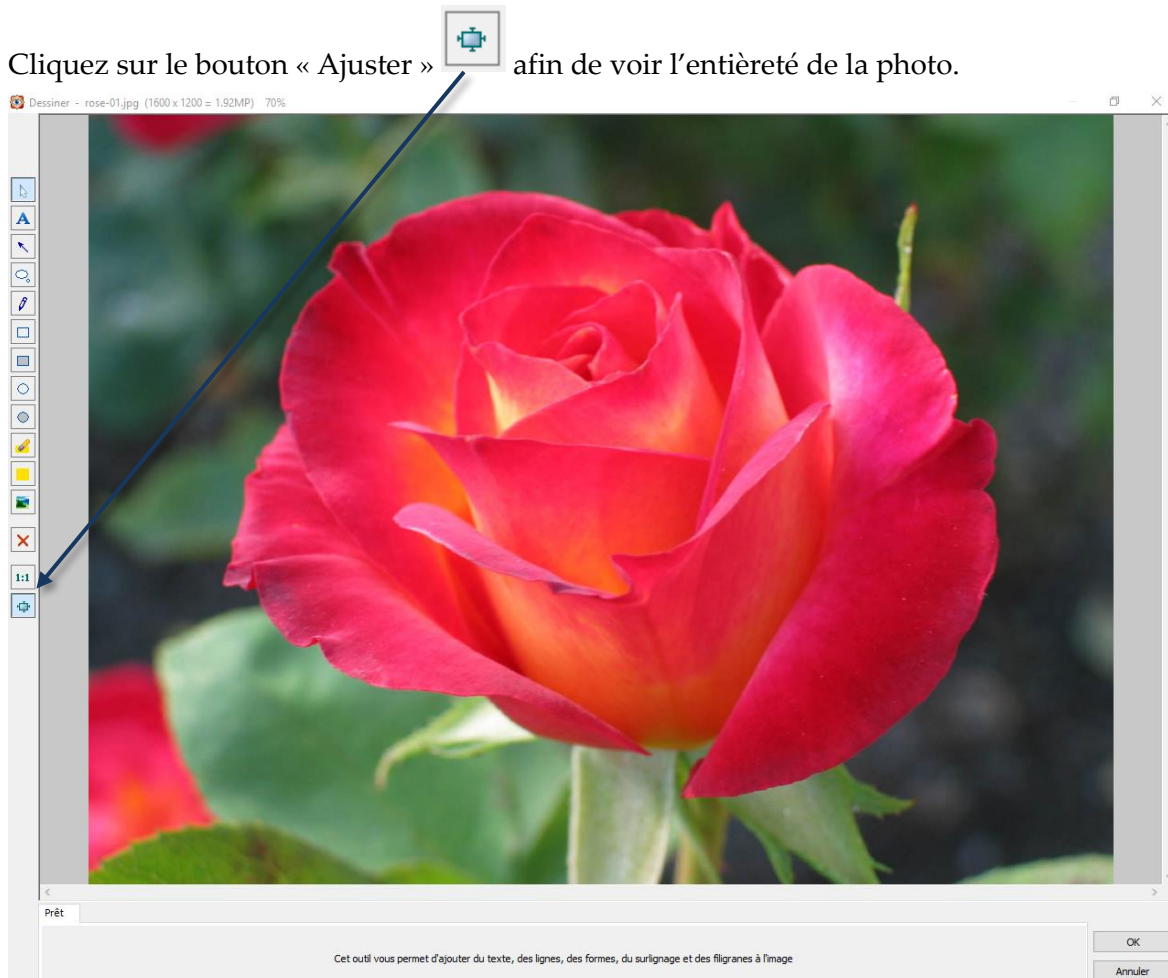 Cliquez sur le bouton « Ajuster » afin de voir l’entièreté de la photo.
Dessiner - rose-01.jpg (1600 x 1200 = 1.92MP) 70%
A
1:1
Prêt
Cet outil vous permet d'ajouter du texte, des lignes, des formes, du surlignage et des filigranes à l'image
OK
Annuler